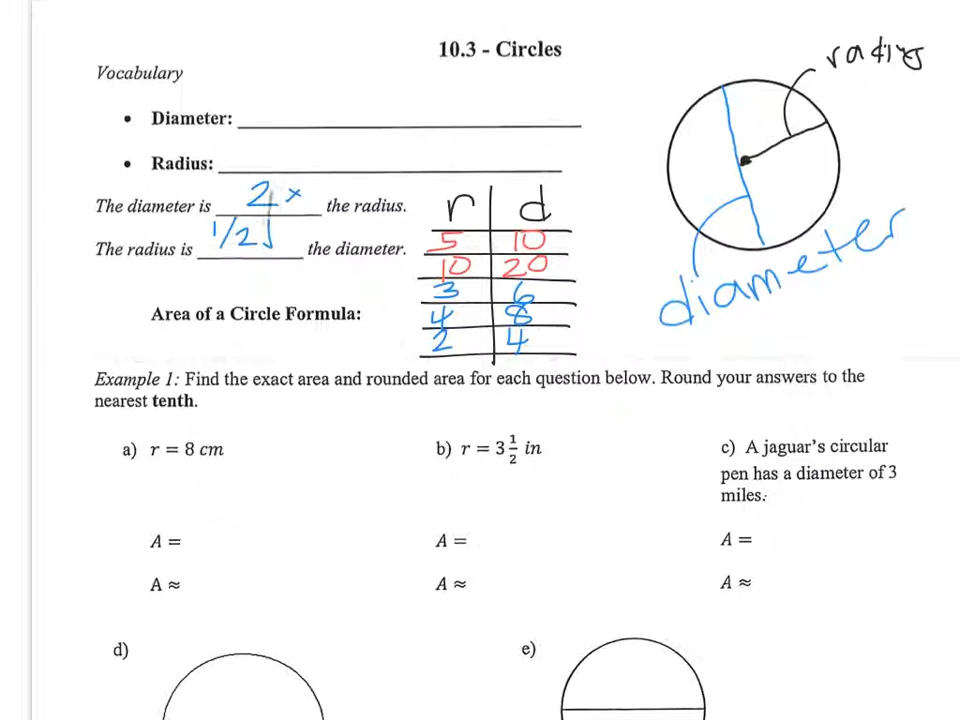 10.3 - Circles
radius
Vocabulary
• Diameter:
• Radius:
The diameter is 2x the radius.
The radius is 1/2 the diameter.
r d
5 10
10 20
3 6
4 8
2 4
diameter
Area of a Circle Formula:
Example 1: Find the exact area and rounded area for each question below. Round your answers to the
nearest tenth.
a) r = 8 cm
b) r = 3 1/2 in
c) A jaguar's circular
pen has a diameter of 3
miles.
A =
A =
A =
A ≈
A ≈
A ≈
d)
e)